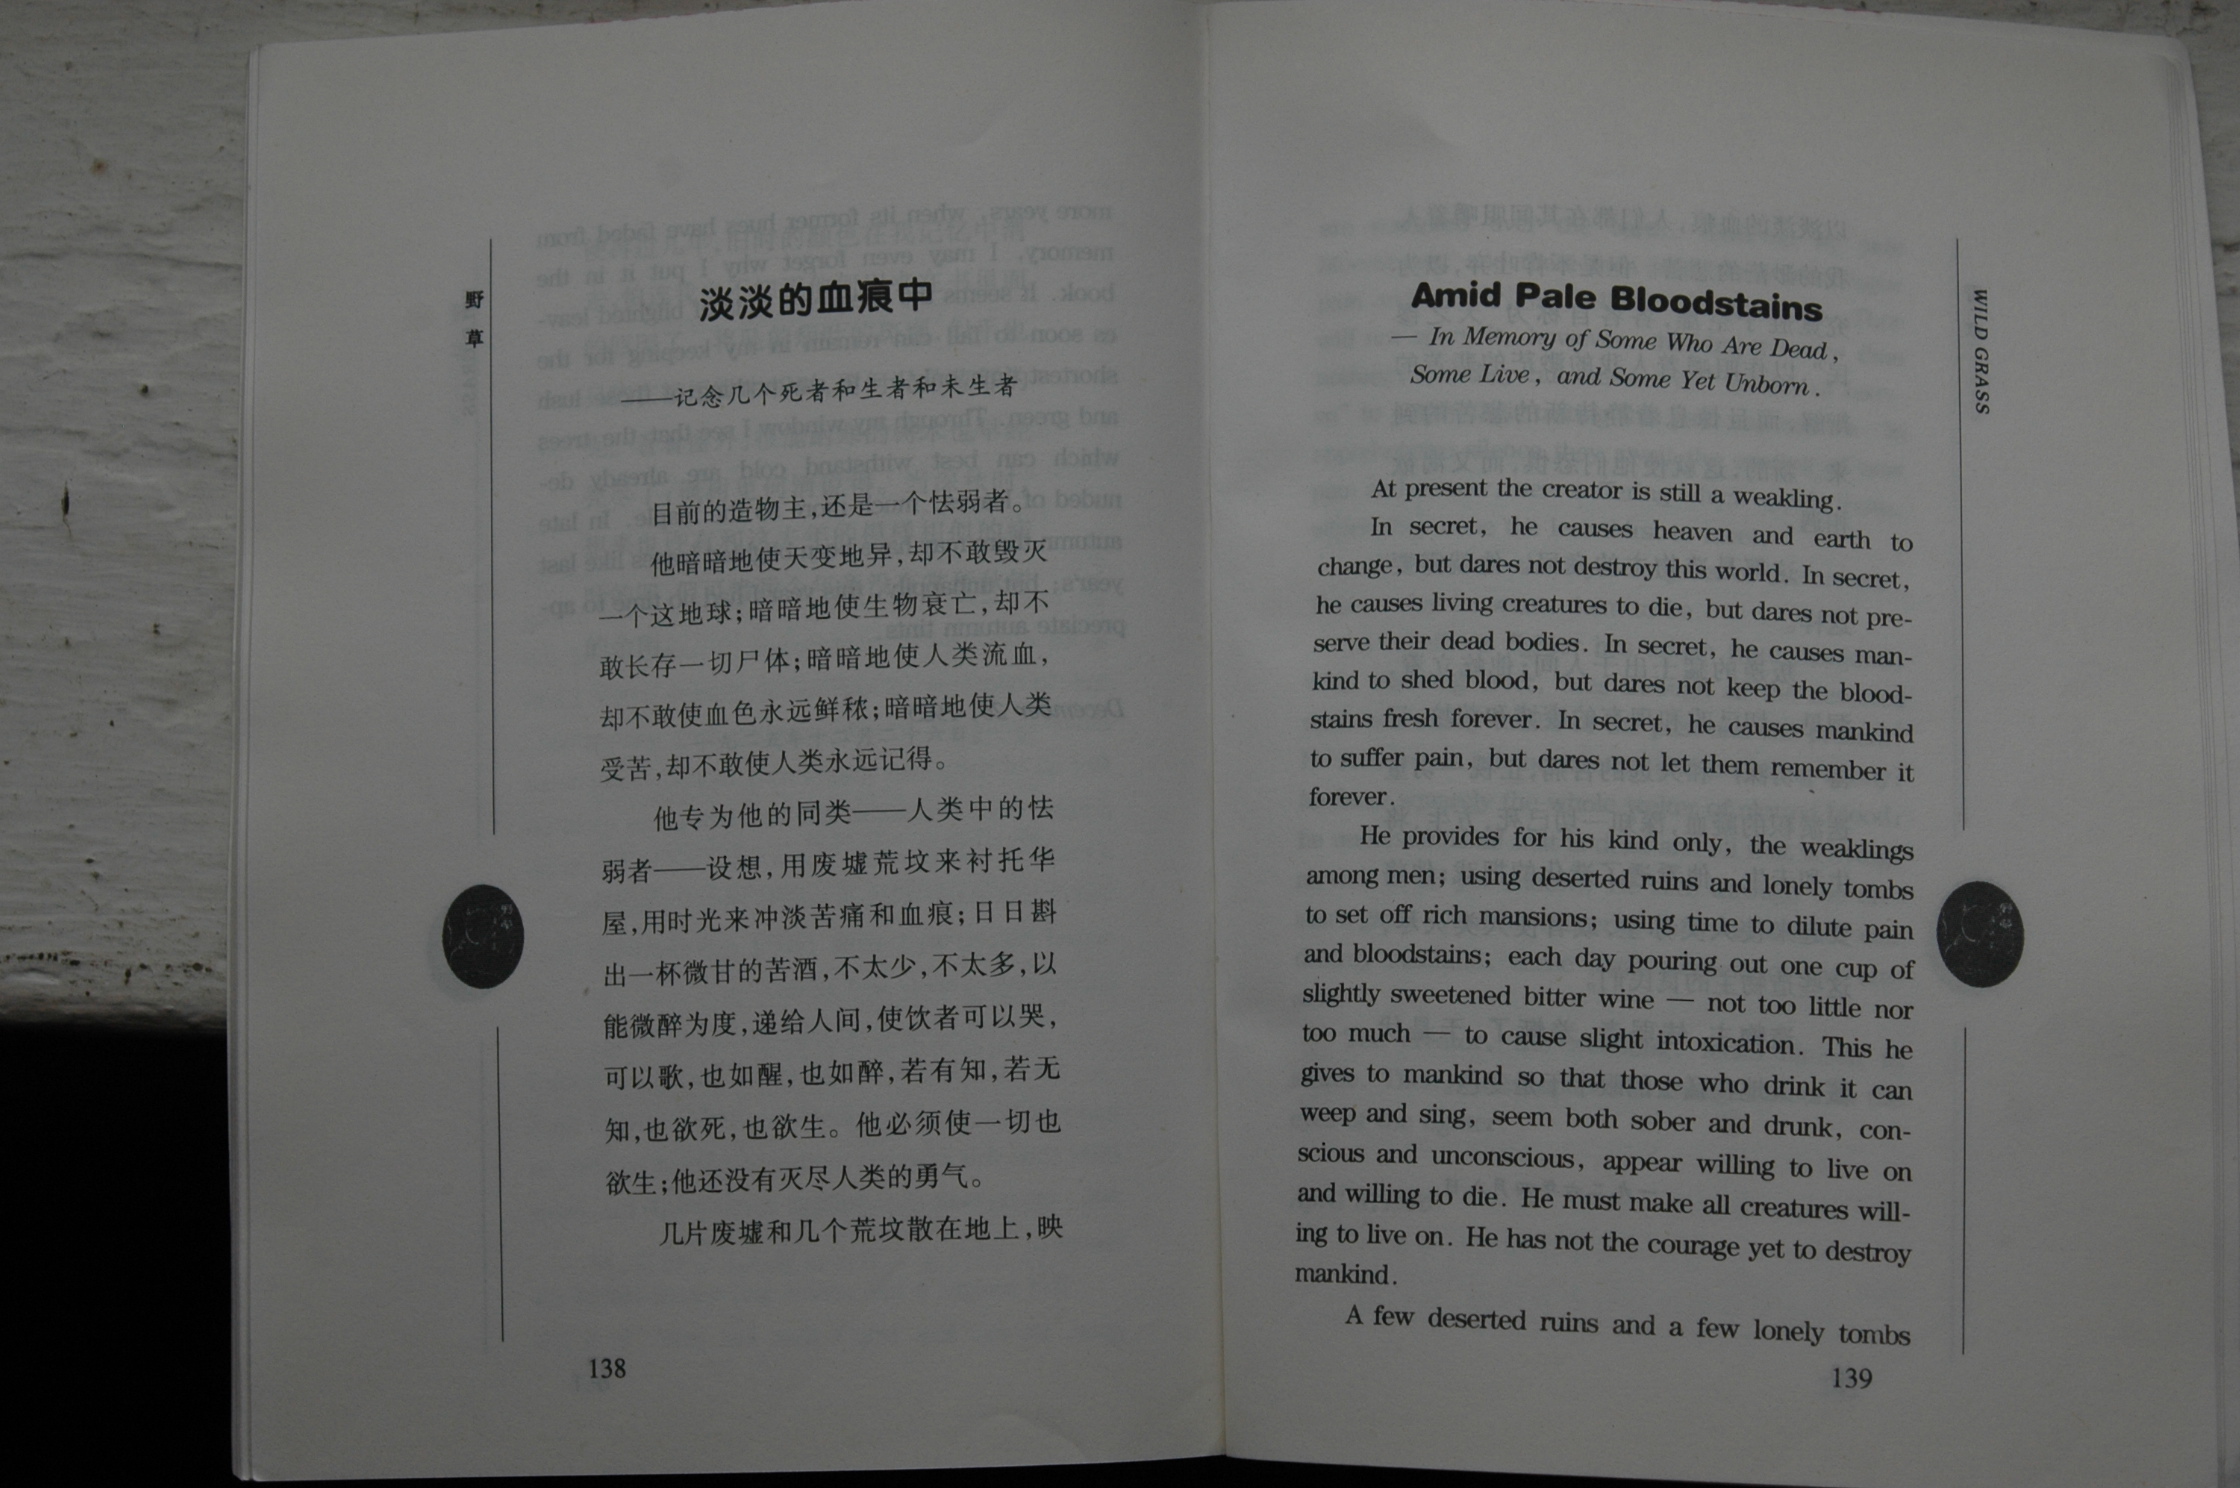 野
草
淡淡的血痕中
——记念几个死者和生者和未生者
目前的造物主,还是一个怯弱者。
他暗暗地使天变地异,却不敢毁灭
一个这地球;暗暗地使生物衰亡,却不
敢长存一切尸体;暗暗地使人类流血,
却不敢使血色永远鲜秾;暗暗地使人类
受苦,却不敢使人类永远记得。
他专为他的同类——人类中的怯
弱者——设想,用废墟荒坟来衬托华
屋,用时光来冲淡苦痛和血痕;日日斟
出一杯微甘的苦酒,不太少,不太多,以
能微醉为度,递给人间,使饮者可以哭,
可以歌,也如醒,也如醉,若有知,若无
知,也欲死,也欲生。他必须使一切也
欲生;他还没有灭尽人类的勇气。
几片废墟和几个荒坟散在地上,映
138
Amid Pale Bloodstains
— In Memory of Some Who Are Dead,
Some Live, and Some Yet Unborn.
At present the creator is still a weakling.
In secret, he causes heaven and earth to
change, but dares not destroy this world. In secret,
he causes living creatures to die, but dares not pre-
serve their dead bodies. In secret, he causes man-
kind to shed blood, but dares not keep the blood-
stains fresh forever. In secret, he causes mankind
to suffer pain, but dares not let them remember it
forever.
He provides for his kind only, the weaklings
among men; using deserted ruins and lonely tombs
to set off rich mansions; using time to dilute pain
and bloodstains; each day pouring out one cup of
slightly sweetened bitter wine — not too little nor
too much — to cause slight intoxication. This he
gives to mankind so that those who drink it can
weep and sing, seem both sober and drunk, con-
scious and unconscious, appear willing to live on
and willing to die. He must make all creatures will-
ing to live on. He has not the courage yet to destroy
mankind.
A few deserted ruins and a few lonely tombs
139
WILD GRASS